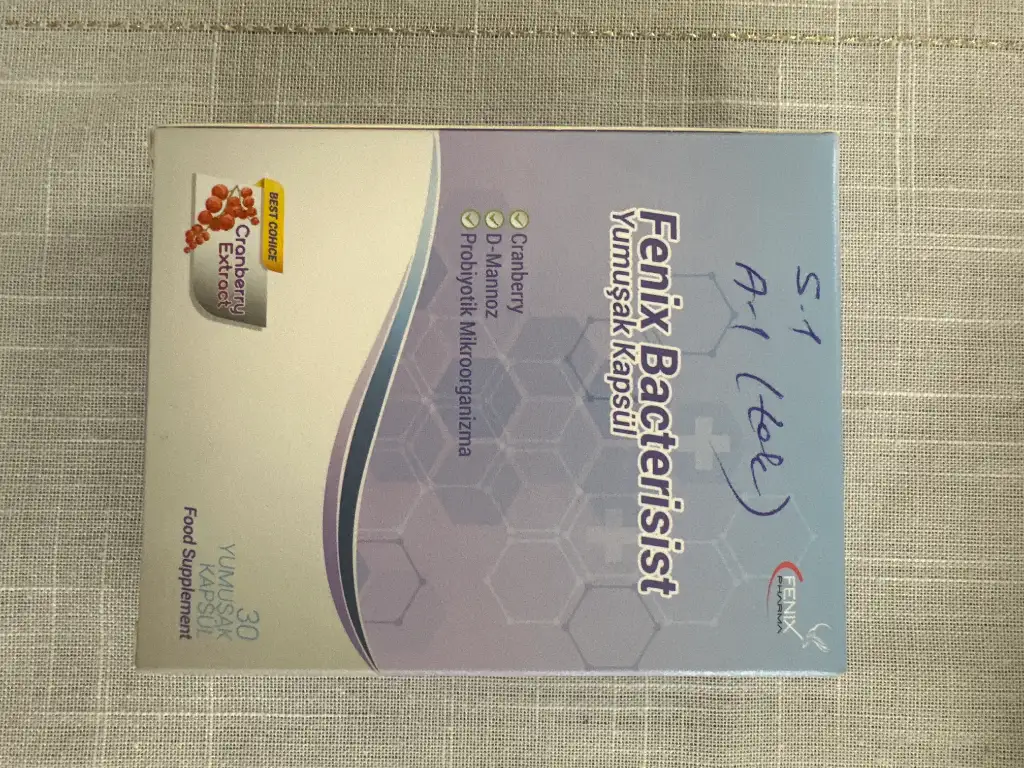 S-1
A-1 (tok)
FENIX
PHARMA
Fenix Bacterisist
Yumuşak Kapsül
Cranberry
D-Mannoz
Probiyotik Mikroorganizma
BEST COHICE
Cranberry
Extract
30
YUMUŞAK
KAPSÜL
Food Supplement